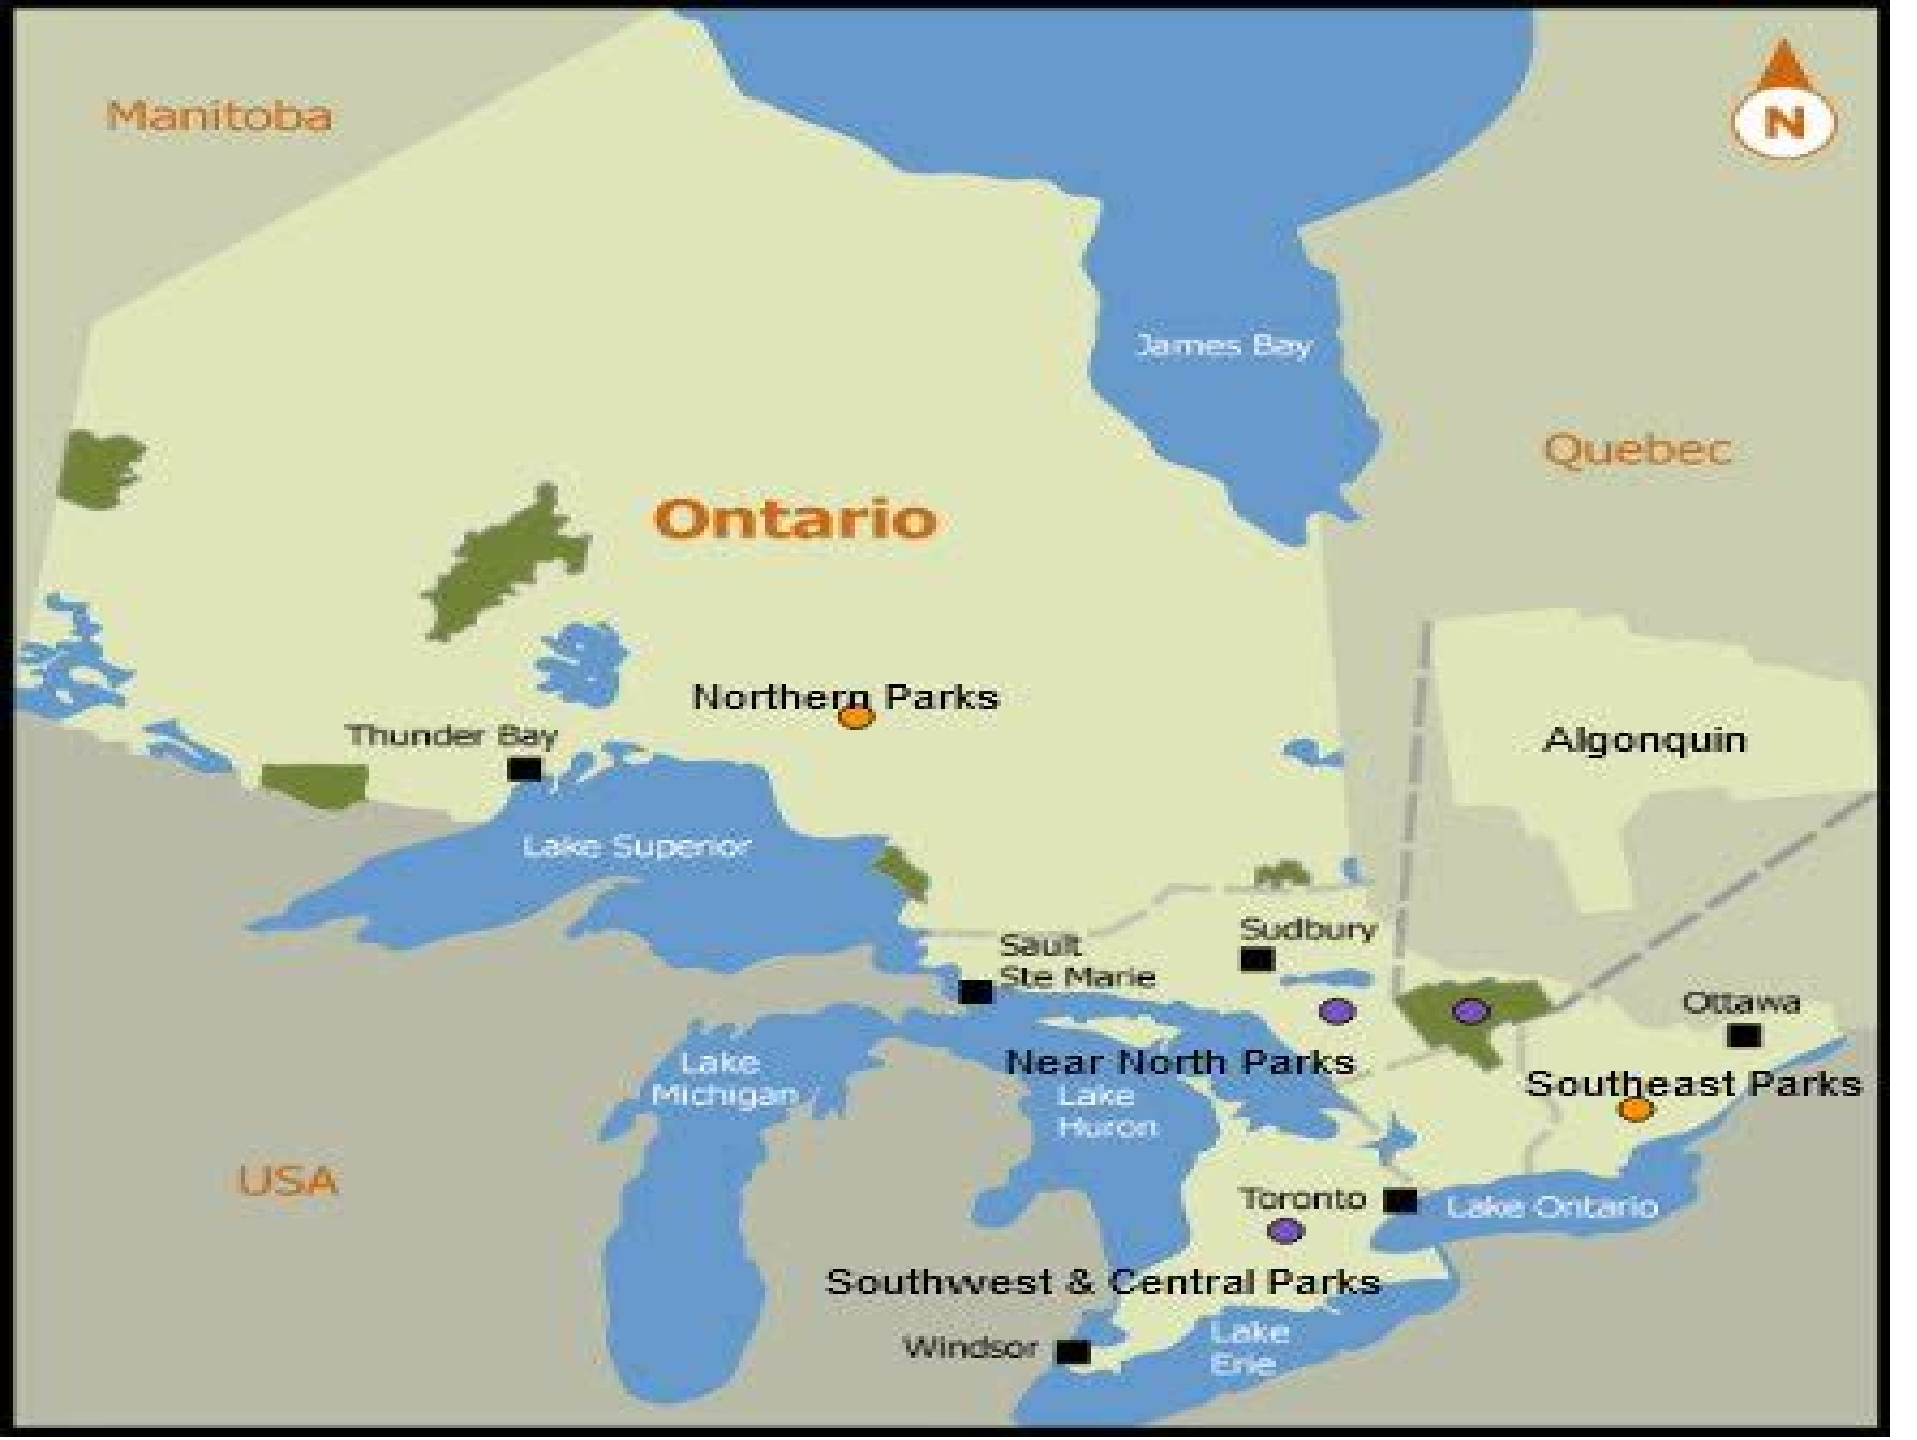 Manitoba
N
James Bay
Quebec
Ontario
Northern Parks
Thunder Bay
Algonquin
Lake Superior
Sudbury
Sault
Ste Marie
Ottawa
Near North Parks
Lake
Michigan
Southeast Parks
Lake
Huron
USA
Toronto
Lake Ontario
Southwest & Central Parks
Lake
Erie
Windsor